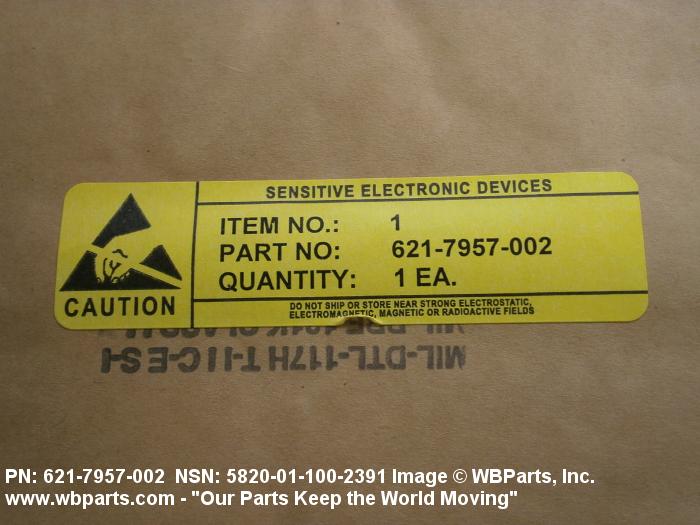 SENSITIVE ELECTRONIC DEVICES
ITEM NO.: 1
PART NO: 621-7957-002
QUANTITY: 1 EA.
CAUTION
DO NOT SHIP OR STORE NEAR STRONG ELECTROSTATIC,
ELECTROMAGNETIC, MAGNETIC OR RADIOACTIVE FIELDS
MIL-DTL-117H T-IIC-ES-I
PN: 621-7957-002 NSN: 5820-01-100-2391 Image © WBParts, Inc.
www.wbparts.com - "Our Parts Keep the World Moving"